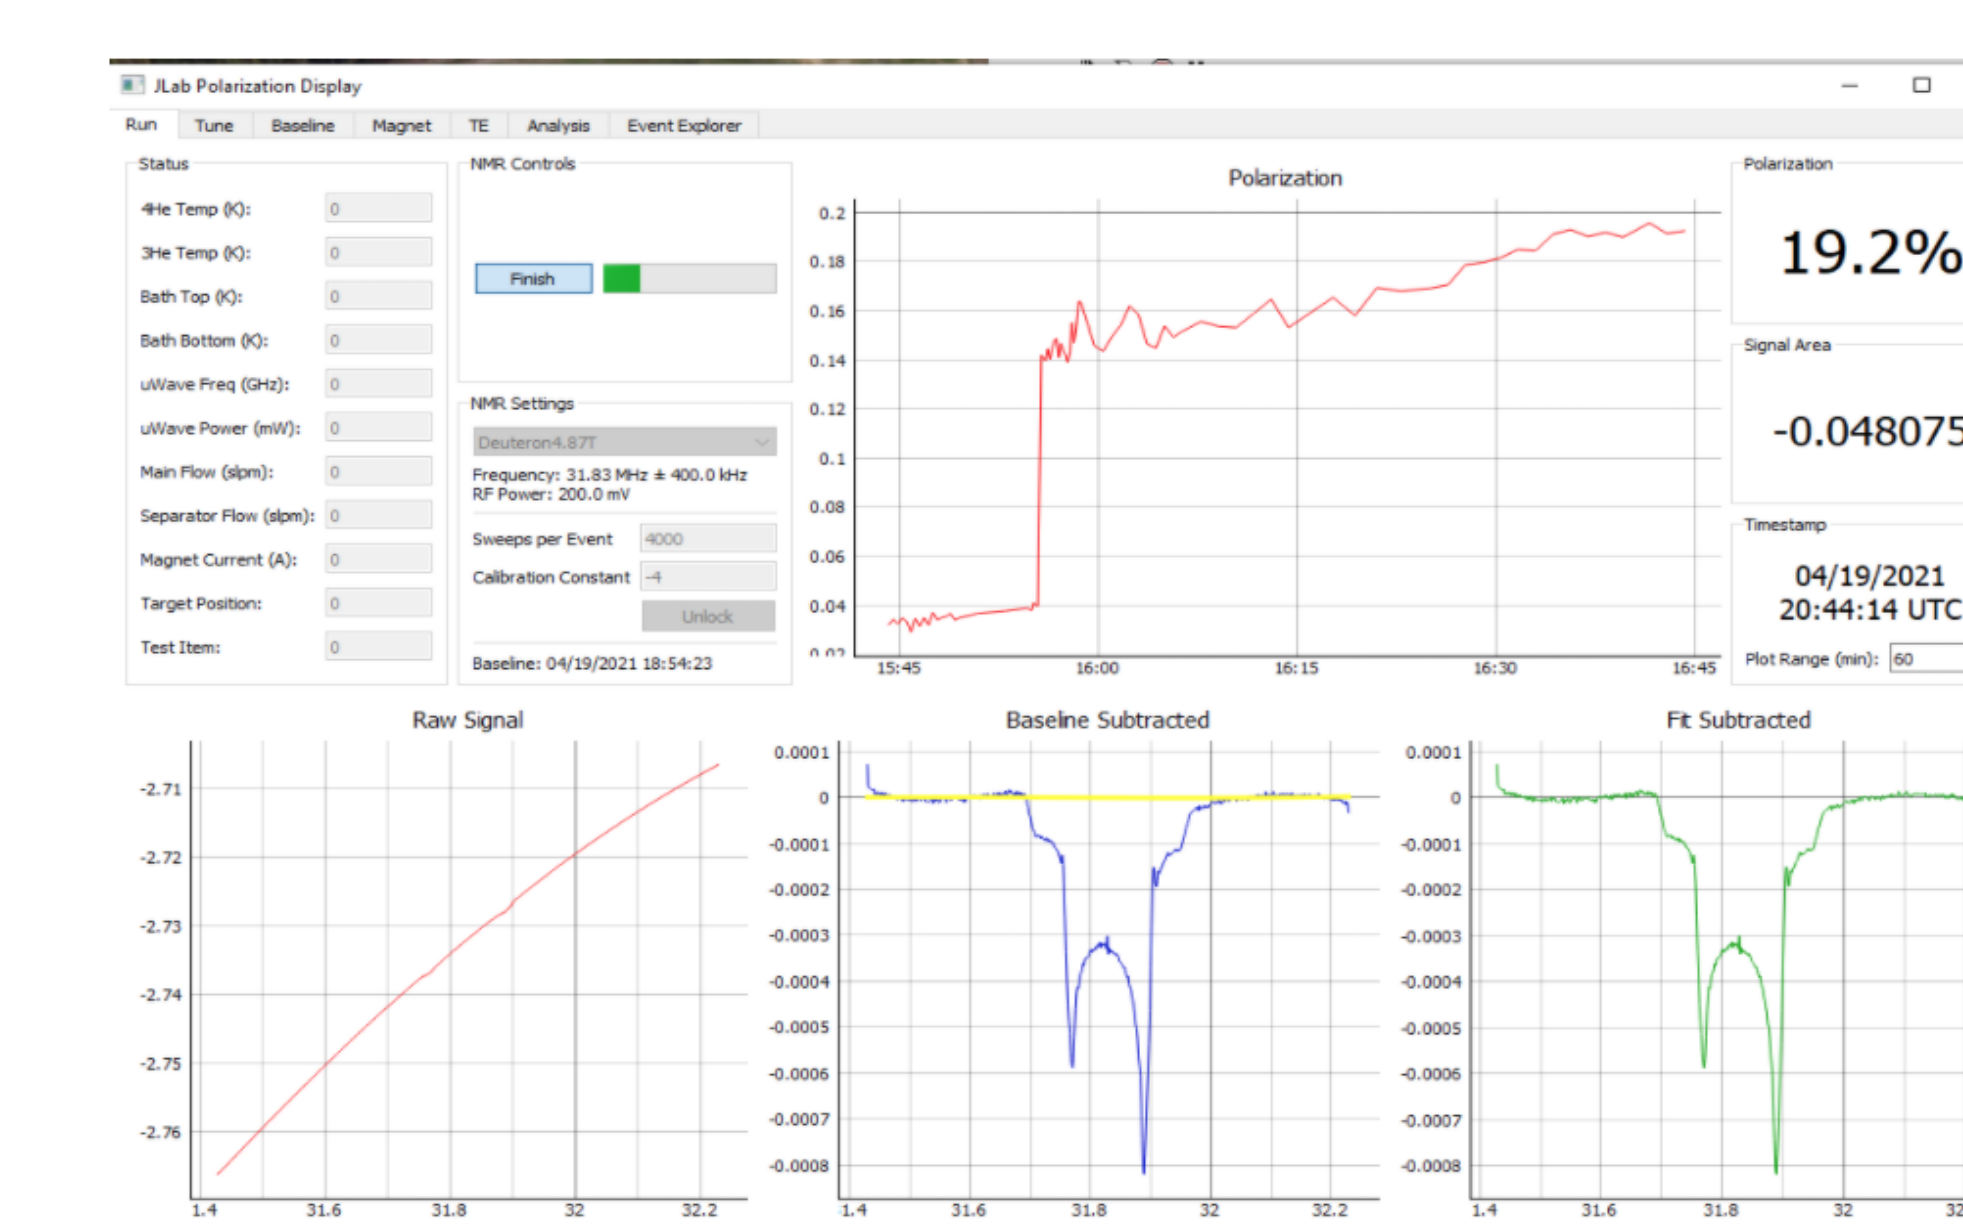 JLab Polarization Display
Run Tune Baseline Magnet TE Analysis Event Explorer
Status
4He Temp (K): 0
3He Temp (K): 0
Bath Top (K): 0
Bath Bottom (K): 0
uWave Freq (GHz): 0
uWave Power (mW): 0
Main Flow (slpm): 0
Separator Flow (slpm): 0
Magnet Current (A): 0
Target Position: 0
Test Item: 0
NMR Controls
Finish
NMR Settings
Deuteron4.87T
Frequency: 31.83 MHz ± 400.0 kHz
RF Power: 200.0 mV
Sweeps per Event 4000
Calibration Constant -4
Unlock
Baseline: 04/19/2021 18:54:23
Polarization
0.2
0.18
0.16
0.14
0.12
0.1
0.08
0.06
0.04
0.02
15:45 16:00 16:15 16:30 16:45
Polarization
19.2%
Signal Area
-0.048075
Timestamp
04/19/2021
20:44:14 UTC
Plot Range (min): 60
Raw Signal
-2.71
-2.72
-2.73
-2.74
-2.75
-2.76
1.4 31.6 31.8 32 32.2
Baseline Subtracted
0.0001
0
-0.0001
-0.0002
-0.0003
-0.0004
-0.0005
-0.0006
-0.0007
-0.0008
1.4 31.6 31.8 32 32.2
Fit Subtracted
0.0001
0
-0.0001
-0.0002
-0.0003
-0.0004
-0.0005
-0.0006
-0.0007
-0.0008
1.4 31.6 31.8 32 32